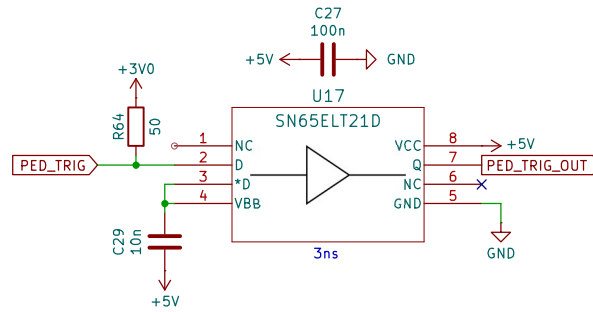 C27
100n
+5V
GND
+3V0
R64
50
U17
SN65ELT21D
PED_TRIG
1
NC
2
D
3
*D
4
VBB
VCC
8
+5V
Q
7
PED_TRIG_OUT
NC
6
GND
5
GND
3ns
C29
10n
+5V